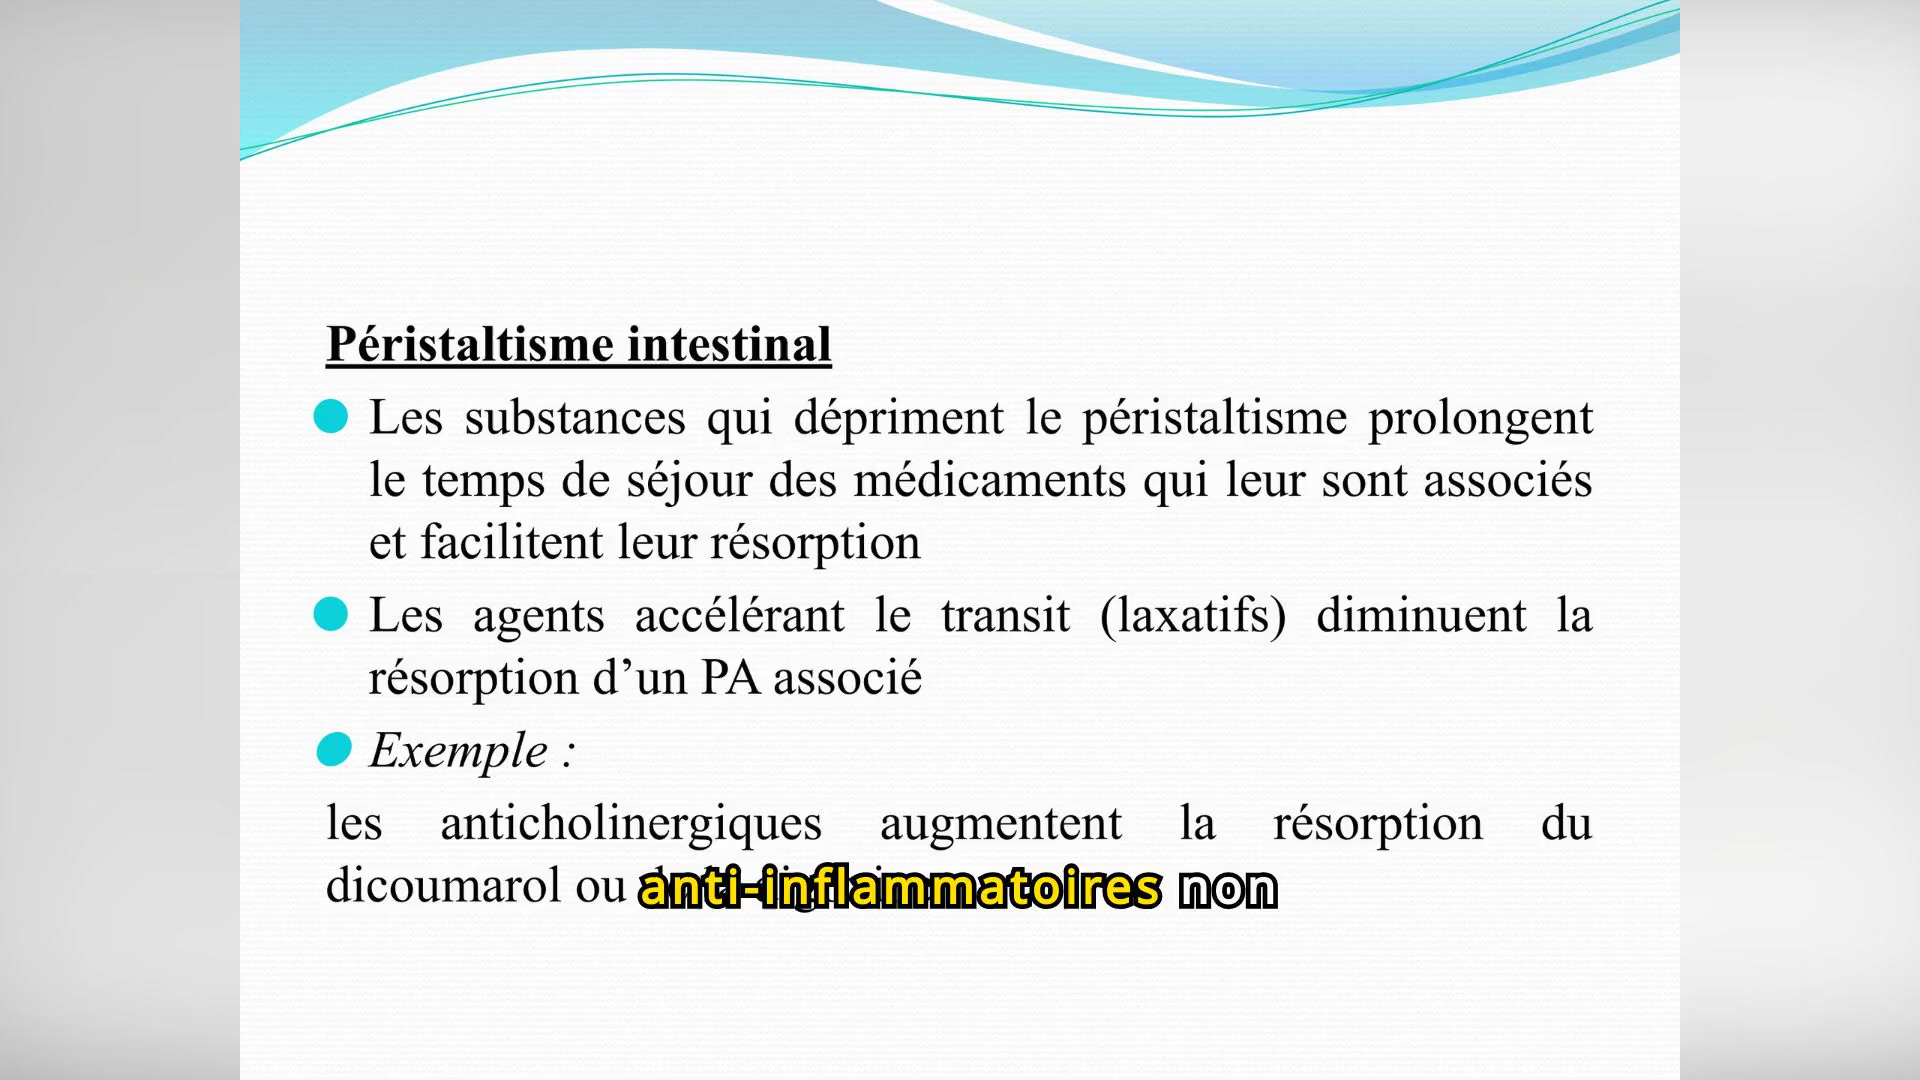 Péristaltisme intestinal
Les substances qui dépriment le péristaltisme prolongent
le temps de séjour des médicaments qui leur sont associés
et facilitent leur résorption
Les agents accélérant le transit (laxatifs) diminuent la
résorption d’un PA associé
Exemple :
les anticholinergiques augmentent la résorption du
dicoumarol ou
anti-inflammatoires non